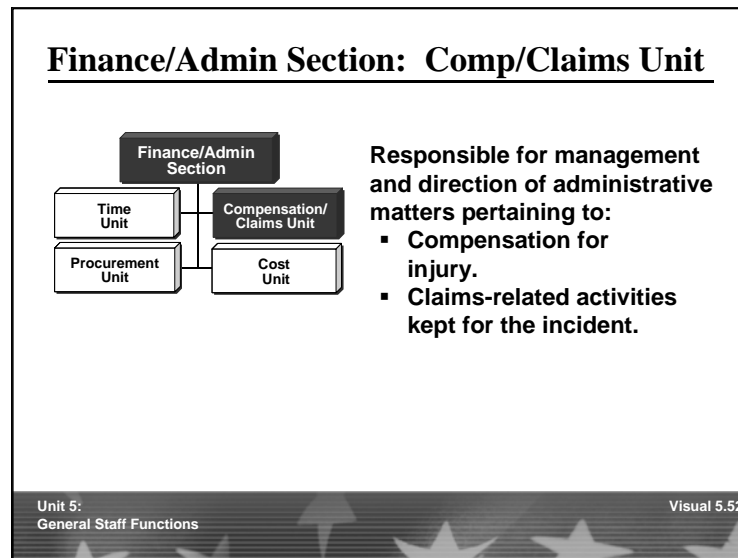 Finance/Admin Section: Comp/Claims Unit
Finance/Admin
Section
Time
Unit
Compensation/
Claims Unit
Procurement
Unit
Cost
Unit
Responsible for management
and direction of administrative
matters pertaining to:
▪ Compensation for
injury.
▪ Claims-related activities
kept for the incident.
Unit 5:
General Staff Functions
Visual 5.52